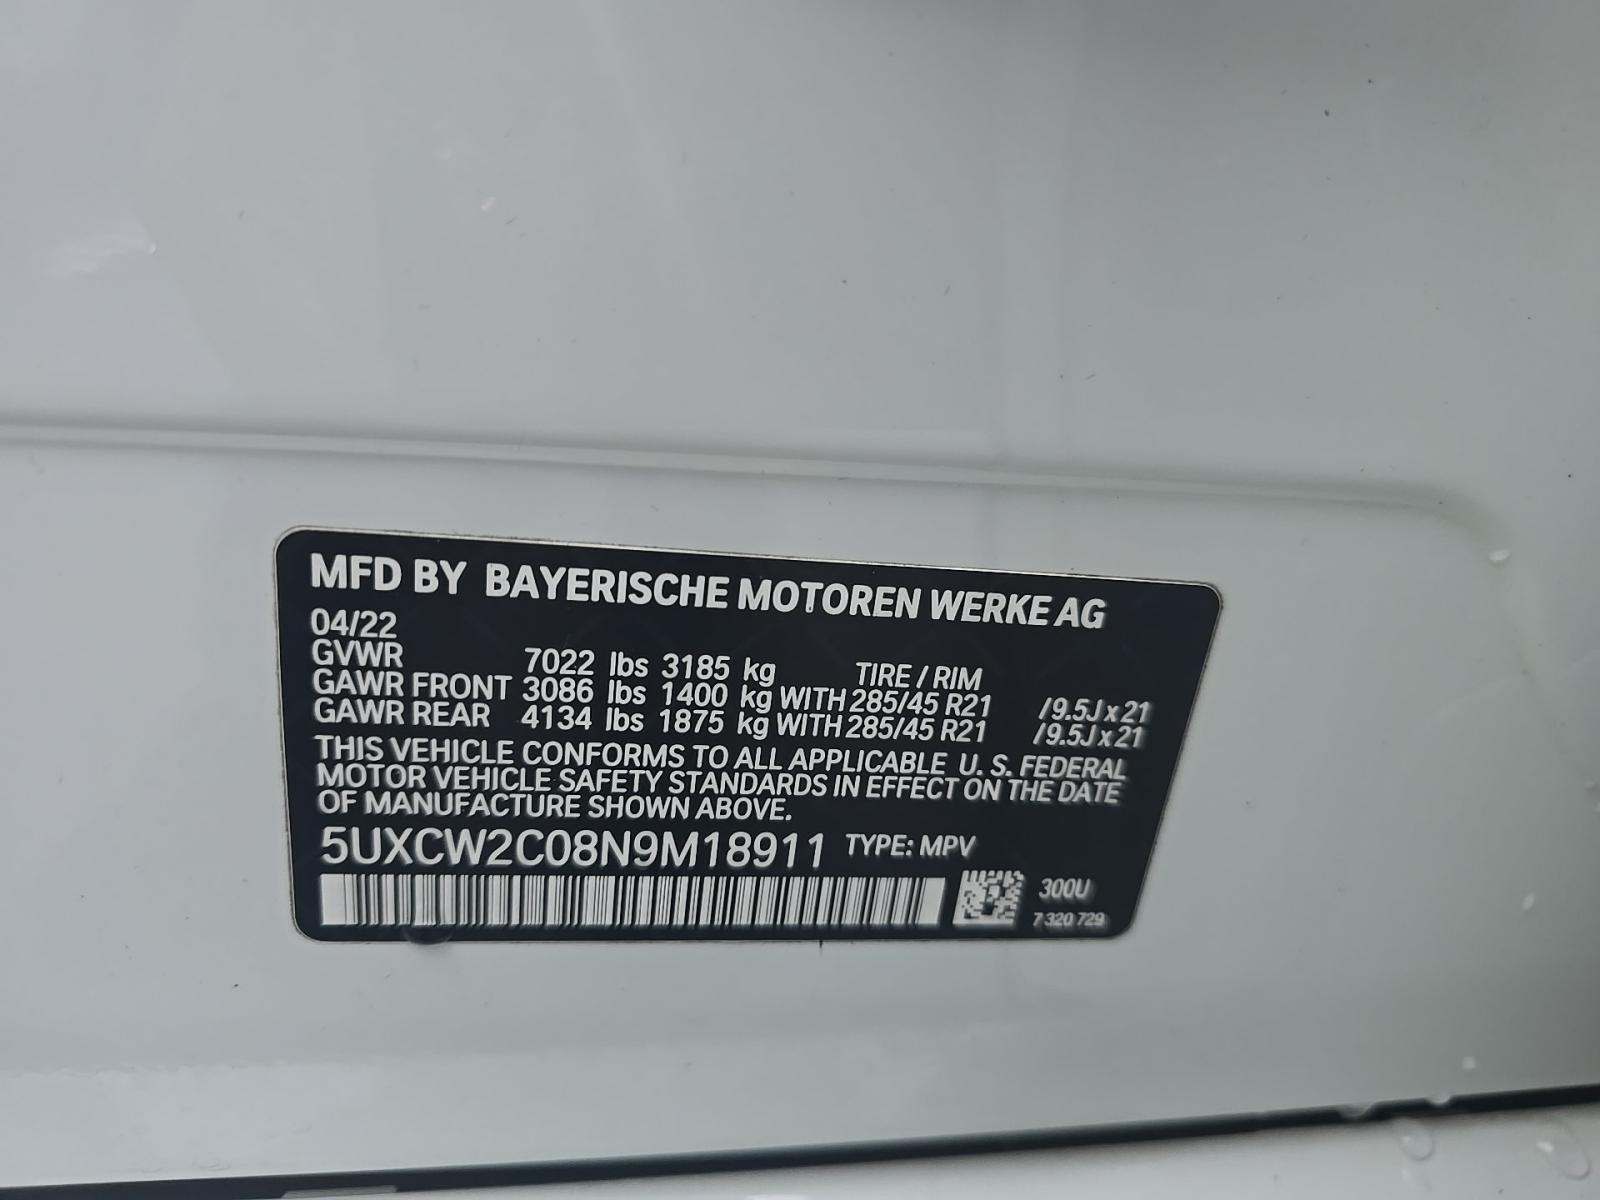 MFD BY BAYERISCHE MOTOREN WERKE AG
04/22
GVWR 7022 lbs 3185 kg TIRE / RIM
GAWR FRONT 3086 lbs 1400 kg WITH 285/45 R21 /9.5J x 21
GAWR REAR 4134 lbs 1875 kg WITH 285/45 R21 /9.5J x 21
THIS VEHICLE CONFORMS TO ALL APPLICABLE U. S. FEDERAL
MOTOR VEHICLE SAFETY STANDARDS IN EFFECT ON THE DATE
OF MANUFACTURE SHOWN ABOVE.
5UXCW2C08N9M18911 TYPE: MPV
300U
7 320 729